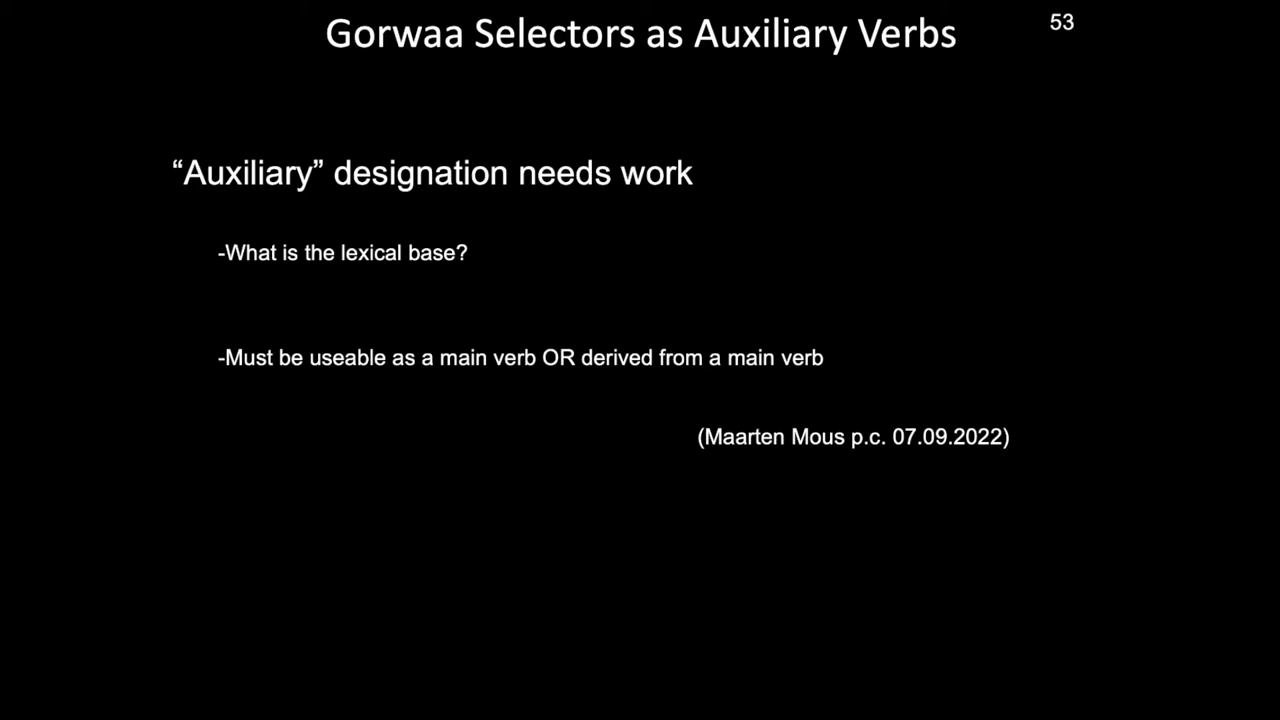 Gorwaa Selectors as Auxiliary Verbs
53
“Auxiliary” designation needs work
-What is the lexical base?
-Must be useable as a main verb OR derived from a main verb
(Maarten Mous p.c. 07.09.2022)